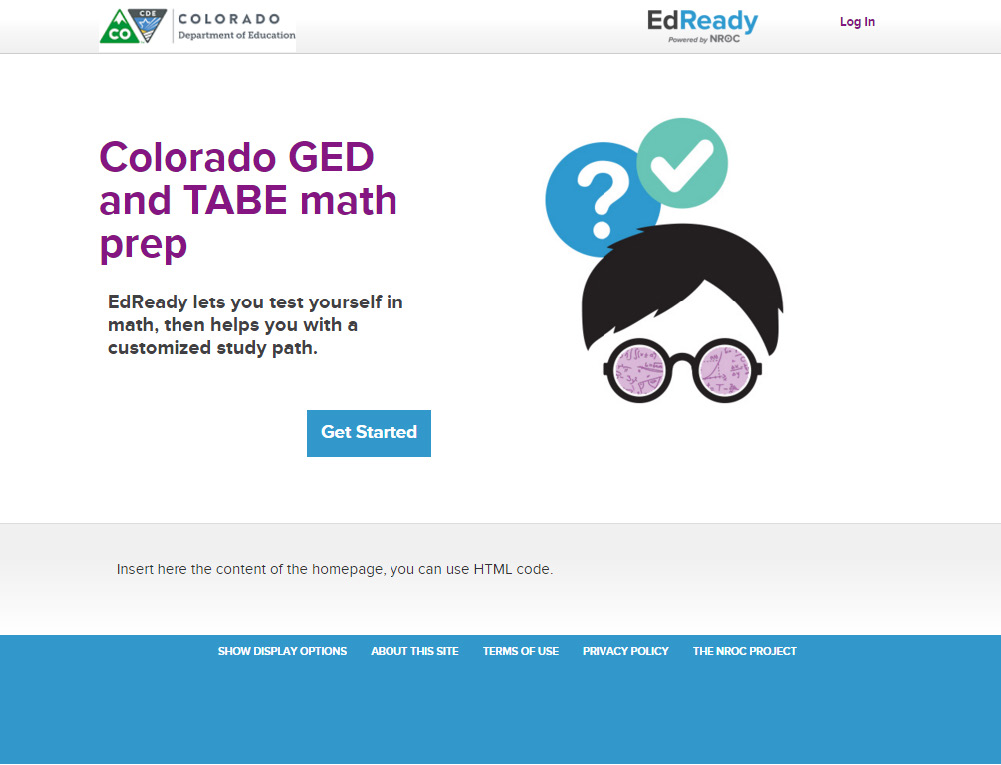 CDE
CO
COLORADO
Department of Education
EdReady
Powered by NROC
Log In
Colorado GED
and TABE math
prep
EdReady lets you test yourself in
math, then helps you with a
customized study path.
?
Get Started
Insert here the content of the homepage, you can use HTML code.
SHOW DISPLAY OPTIONS ABOUT THIS SITE TERMS OF USE PRIVACY POLICY THE NROC PROJECT